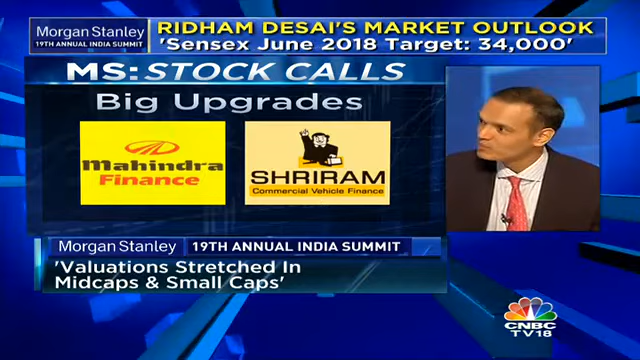 Morgan Stanley
19TH ANNUAL INDIA SUMMIT
RIDHAM DESAI'S MARKET OUTLOOK
'Sensex June 2018 Target: 34,000'
MS: STOCK CALLS
Big Upgrades
Mahindra
Finance
SHRIRAM
Commercial Vehicle Finance
Morgan Stanley 19TH ANNUAL INDIA SUMMIT
'Valuations Stretched In
Midcaps & Small Caps'
CNBC
TV18